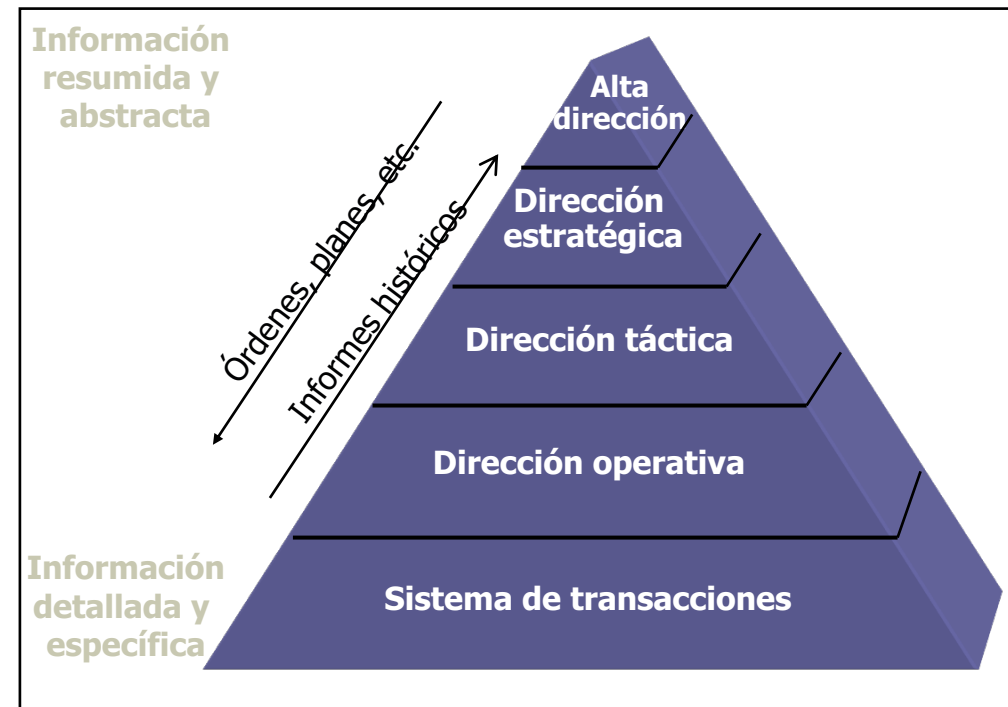 Información
resumida y
abstracta
Alta
dirección
Órdenes, planes, etc.
Informes históricos
Dirección
estratégica
Dirección táctica
Dirección operativa
Información
detallada y
específica
Sistema de transacciones